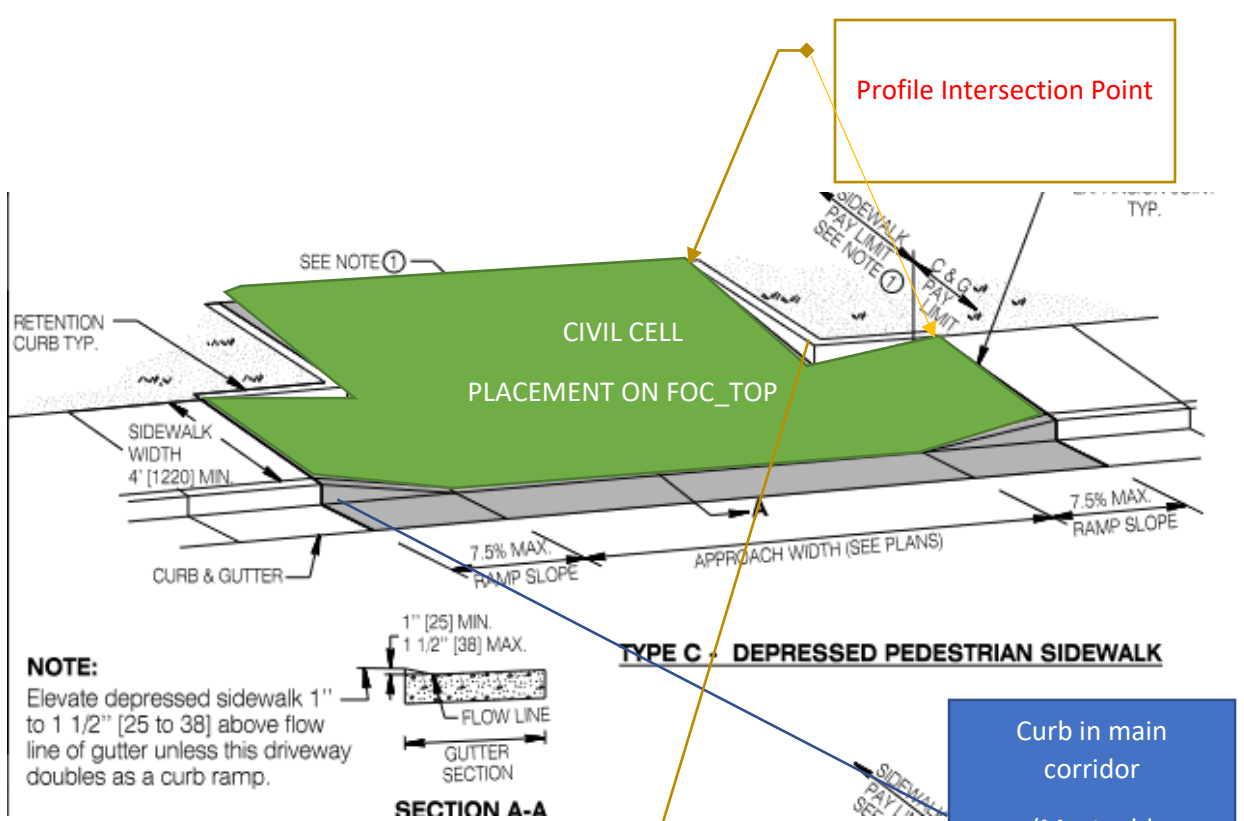 Profile Intersection Point
TYP.
SIDEWALK
PAY LIMIT
SEE NOTE 1
C & G
PAY
LIMIT
SEE NOTE 1
RETENTION
CURB TYP.
CIVIL CELL
PLACEMENT ON FOC_TOP
SIDEWALK
WIDTH
4' [1220] MIN.
A
7.5% MAX.
RAMP SLOPE
APPROACH WIDTH (SEE PLANS)
7.5% MAX.
RAMP SLOPE
CURB & GUTTER
1'' [25] MIN.
1 1/2'' [38] MAX.
TYPE C - DEPRESSED PEDESTRIAN SIDEWALK
NOTE:
Elevate depressed sidewalk 1''
to 1 1/2'' [25 to 38] above flow
line of gutter unless this driveway
doubles as a curb ramp.
FLOW LINE
GUTTER
SECTION
SECTION A-A
Curb in main
corridor
SIDEWALK
PAY
SEE